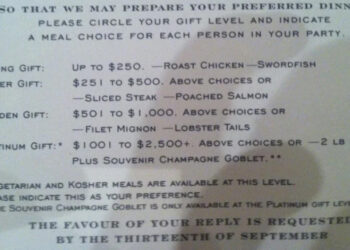 SO THAT WE MAY PREPARE YOUR PREFERRED DINN
PLEASE CIRCLE YOUR GIFT LEVEL AND INDICATE
A MEAL CHOICE FOR EACH PERSON IN YOUR PARTY.
ING GIFT: UP TO $250. —ROAST CHICKEN —SWORDFISH
ER GIFT: $251 TO $500. ABOVE CHOICES OR
—SLICED STEAK —POACHED SALMON
DEN GIFT: $501 TO $1,000. ABOVE CHOICES OR
—FILET MIGNON —LOBSTER TAILS
TINUM GIFT:* $1001 TO $2,500+. ABOVE CHOICES OR —2 LB
PLUS SOUVENIR CHAMPAGNE GOBLET.**
GETARIAN AND KOSHER MEALS ARE AVAILABLE AT THIS LEVEL.
ASE INDICATE THIS AS YOUR PREFERENCE.
E SOUVENIR CHAMPAGNE GOBLET IS ONLY AVAILABLE AT THE PLATINUM GIFT LEVE
THE FAVOUR OF YOUR REPLY IS REQUESTE
BY THE THIRTEENTH OF SEPTEMBER